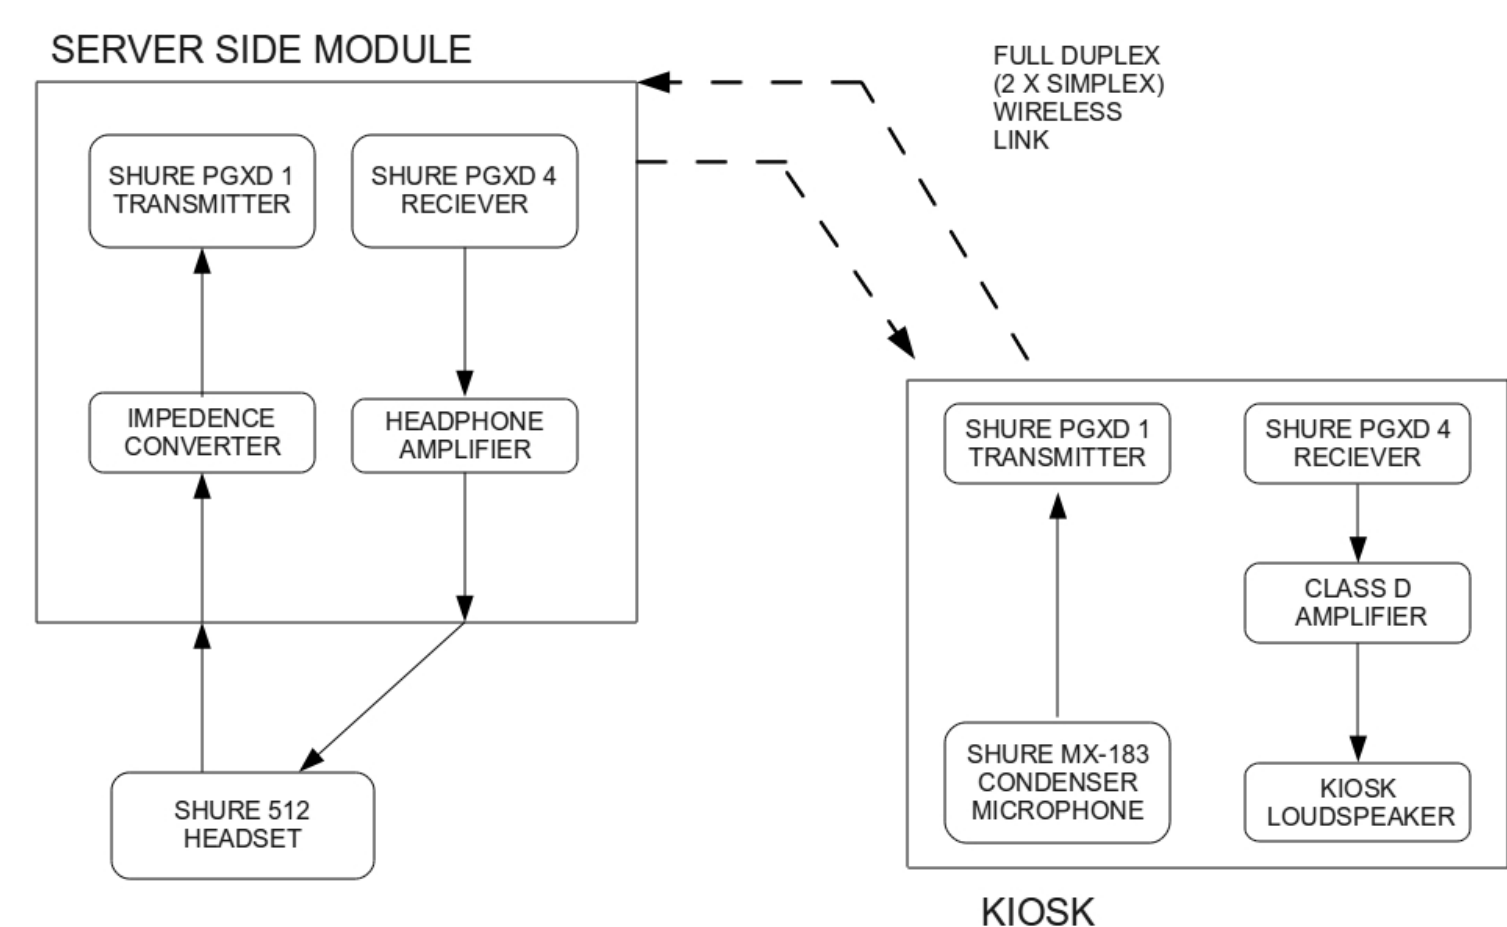 SERVER SIDE MODULE
FULL DUPLEX
(2 X SIMPLEX)
WIRELESS
LINK
SHURE PGXD 1
TRANSMITTER
SHURE PGXD 4
RECIEVER
IMPEDENCE
CONVERTER
HEADPHONE
AMPLIFIER
SHURE 512
HEADSET
SHURE PGXD 1
TRANSMITTER
SHURE PGXD 4
RECIEVER
CLASS D
AMPLIFIER
SHURE MX-183
CONDENSER
MICROPHONE
KIOSK
LOUDSPEAKER
KIOSK